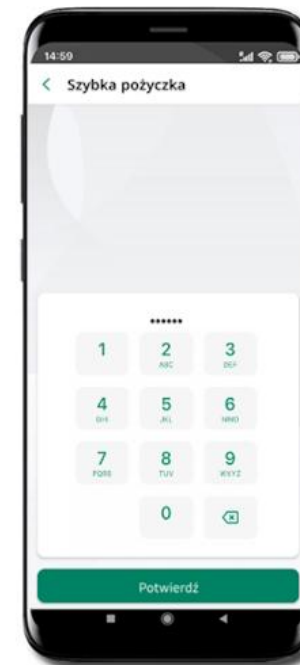 14:59
Szybka pożyczka
••••••
1 2 3
ABC DEF
4 5 6
GHI JKL MNO
7 8 9
PQRS TUV WXYZ
0
Potwierdź